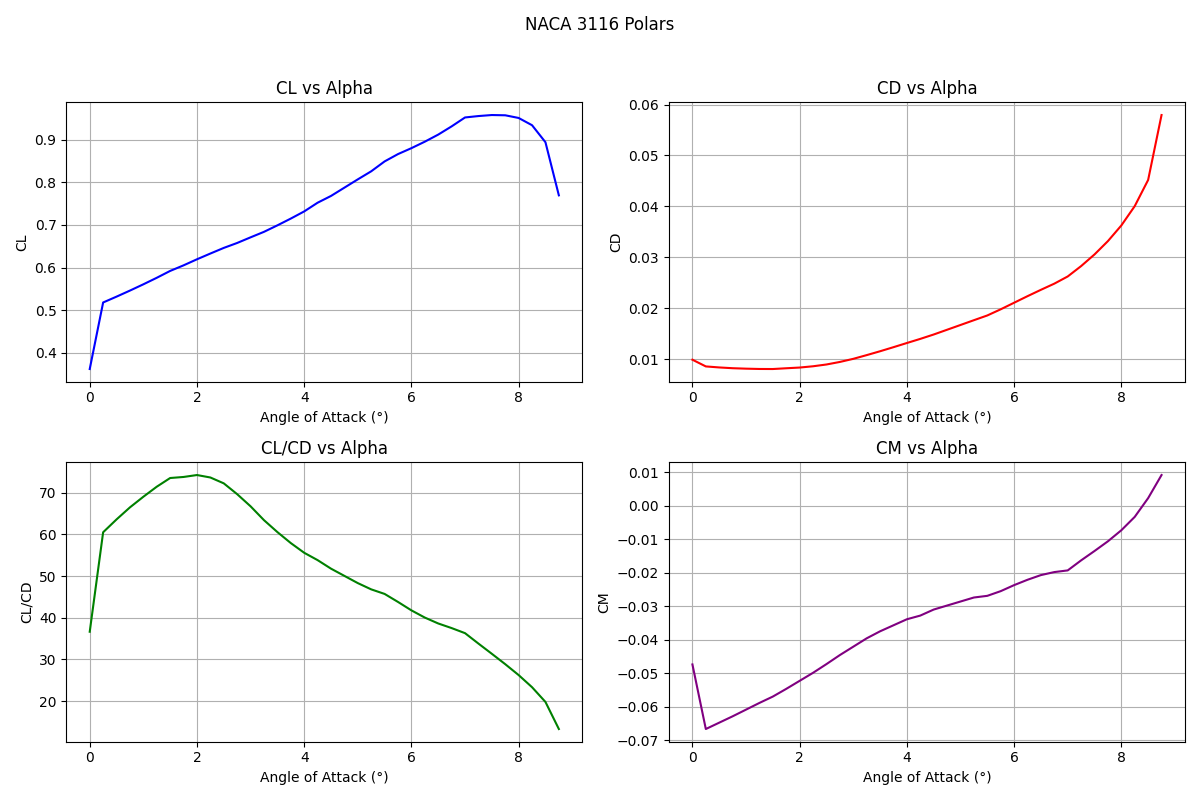 NACA 3116 Polars
CL vs Alpha
0.9
0.8
0.7
0.6
0.5
0.4
CL
0 2 4 6 8
Angle of Attack (°)
CD vs Alpha
0.06
0.05
0.04
0.03
0.02
0.01
CD
0 2 4 6 8
Angle of Attack (°)
CL/CD vs Alpha
70
60
50
40
30
20
CL/CD
0 2 4 6 8
Angle of Attack (°)
CM vs Alpha
0.01
0.00
−0.01
−0.02
−0.03
−0.04
−0.05
−0.06
−0.07
CM
0 2 4 6 8
Angle of Attack (°)